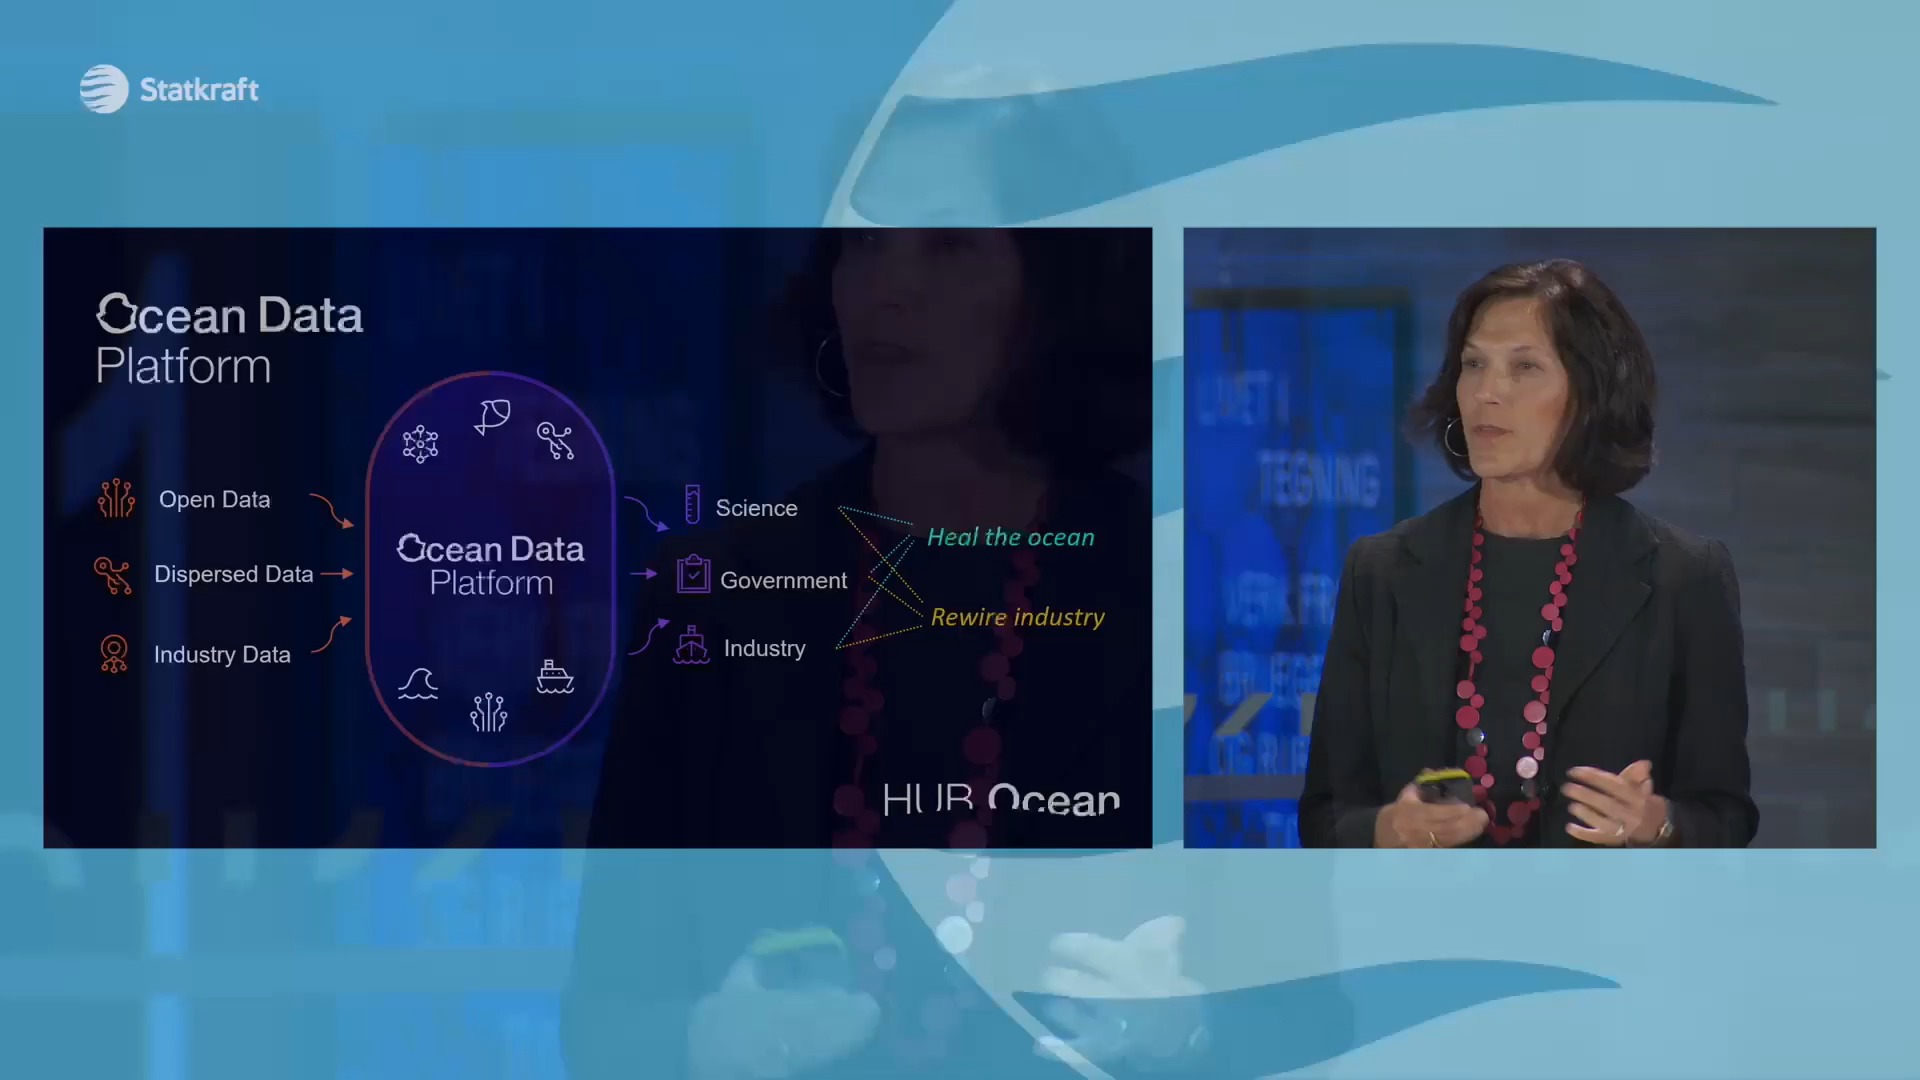 Statkraft
Ocean Data
Platform
Open Data
Dispersed Data
Industry Data
Ocean Data
Platform
Science
Government
Industry
Heal the ocean
Rewire industry
HUB Ocean
TEGNING